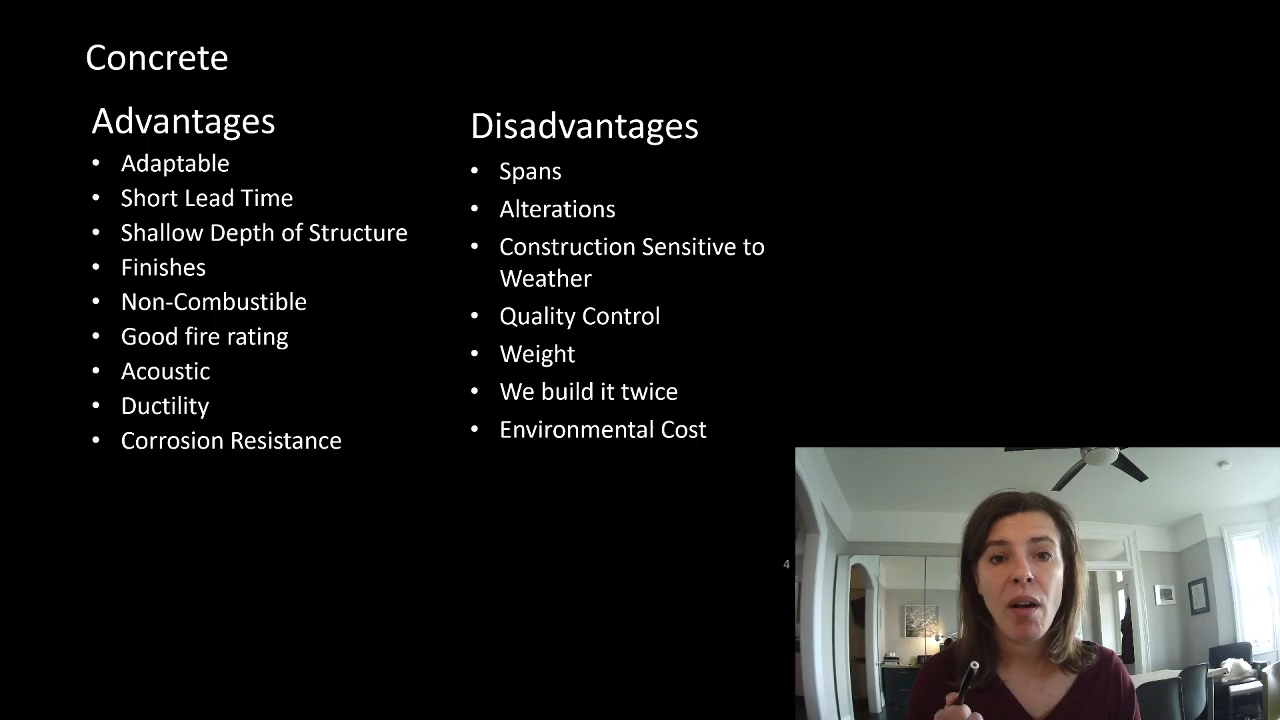 Concrete
Advantages
• Adaptable
• Short Lead Time
• Shallow Depth of Structure
• Finishes
• Non-Combustible
• Good fire rating
• Acoustic
• Ductility
• Corrosion Resistance
Disadvantages
• Spans
• Alterations
• Construction Sensitive to
Weather
• Quality Control
• Weight
• We build it twice
• Environmental Cost
4